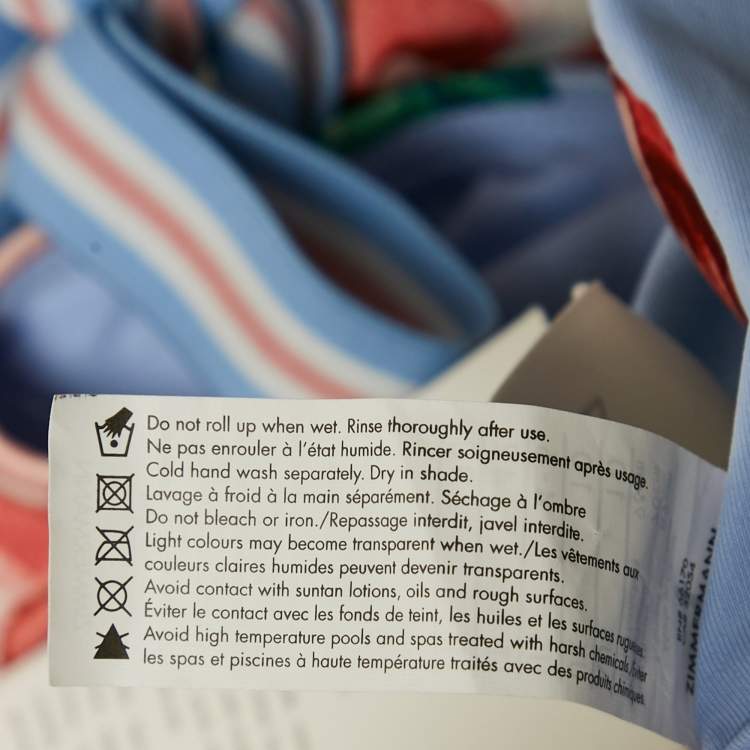 Do not roll up when wet. Rinse thoroughly after use.
Ne pas enrouler à l'état humide. Rincer soigneusement après usage.
Cold hand wash separately. Dry in shade.
Lavage à froid à la main séparément. Séchage à l'ombre
Do not bleach or iron./Repassage interdit, javel interdite.
Light colours may become transparent when wet./Les vêtements aux
couleurs claires humides peuvent devenir transparents.
Avoid contact with suntan lotions, oils and rough surfaces.
Éviter le contact avec les fonds de teint, les huiles et les surfaces rugueuses.
Avoid high temperature pools and spas treated with harsh chemicals./Éviter
les spas et piscines à haute température traités avec des produits chimiques.
ZIMMERMANN